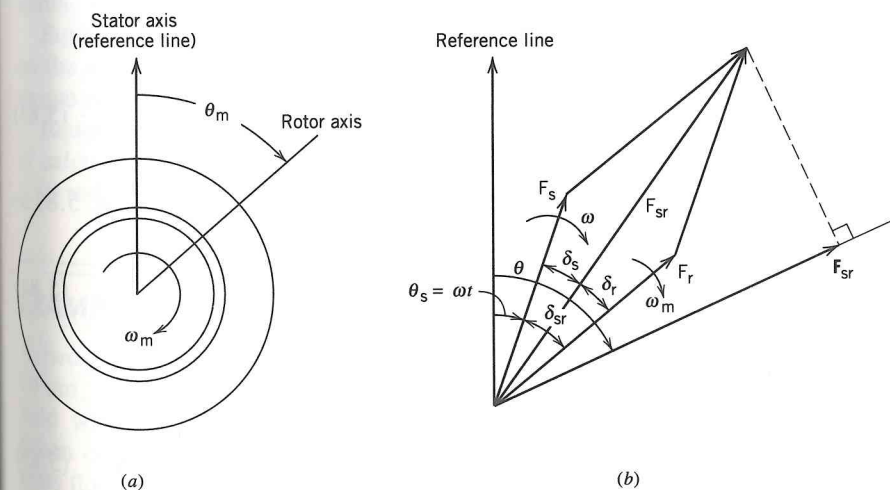 Stator axis
(reference line)
θm
Rotor axis
ωm
(a)
Reference line
Fs
ω
Fsr
δs
θ
δr
Fr
θs = ωt
δsr
ωm
Fsr
(b)